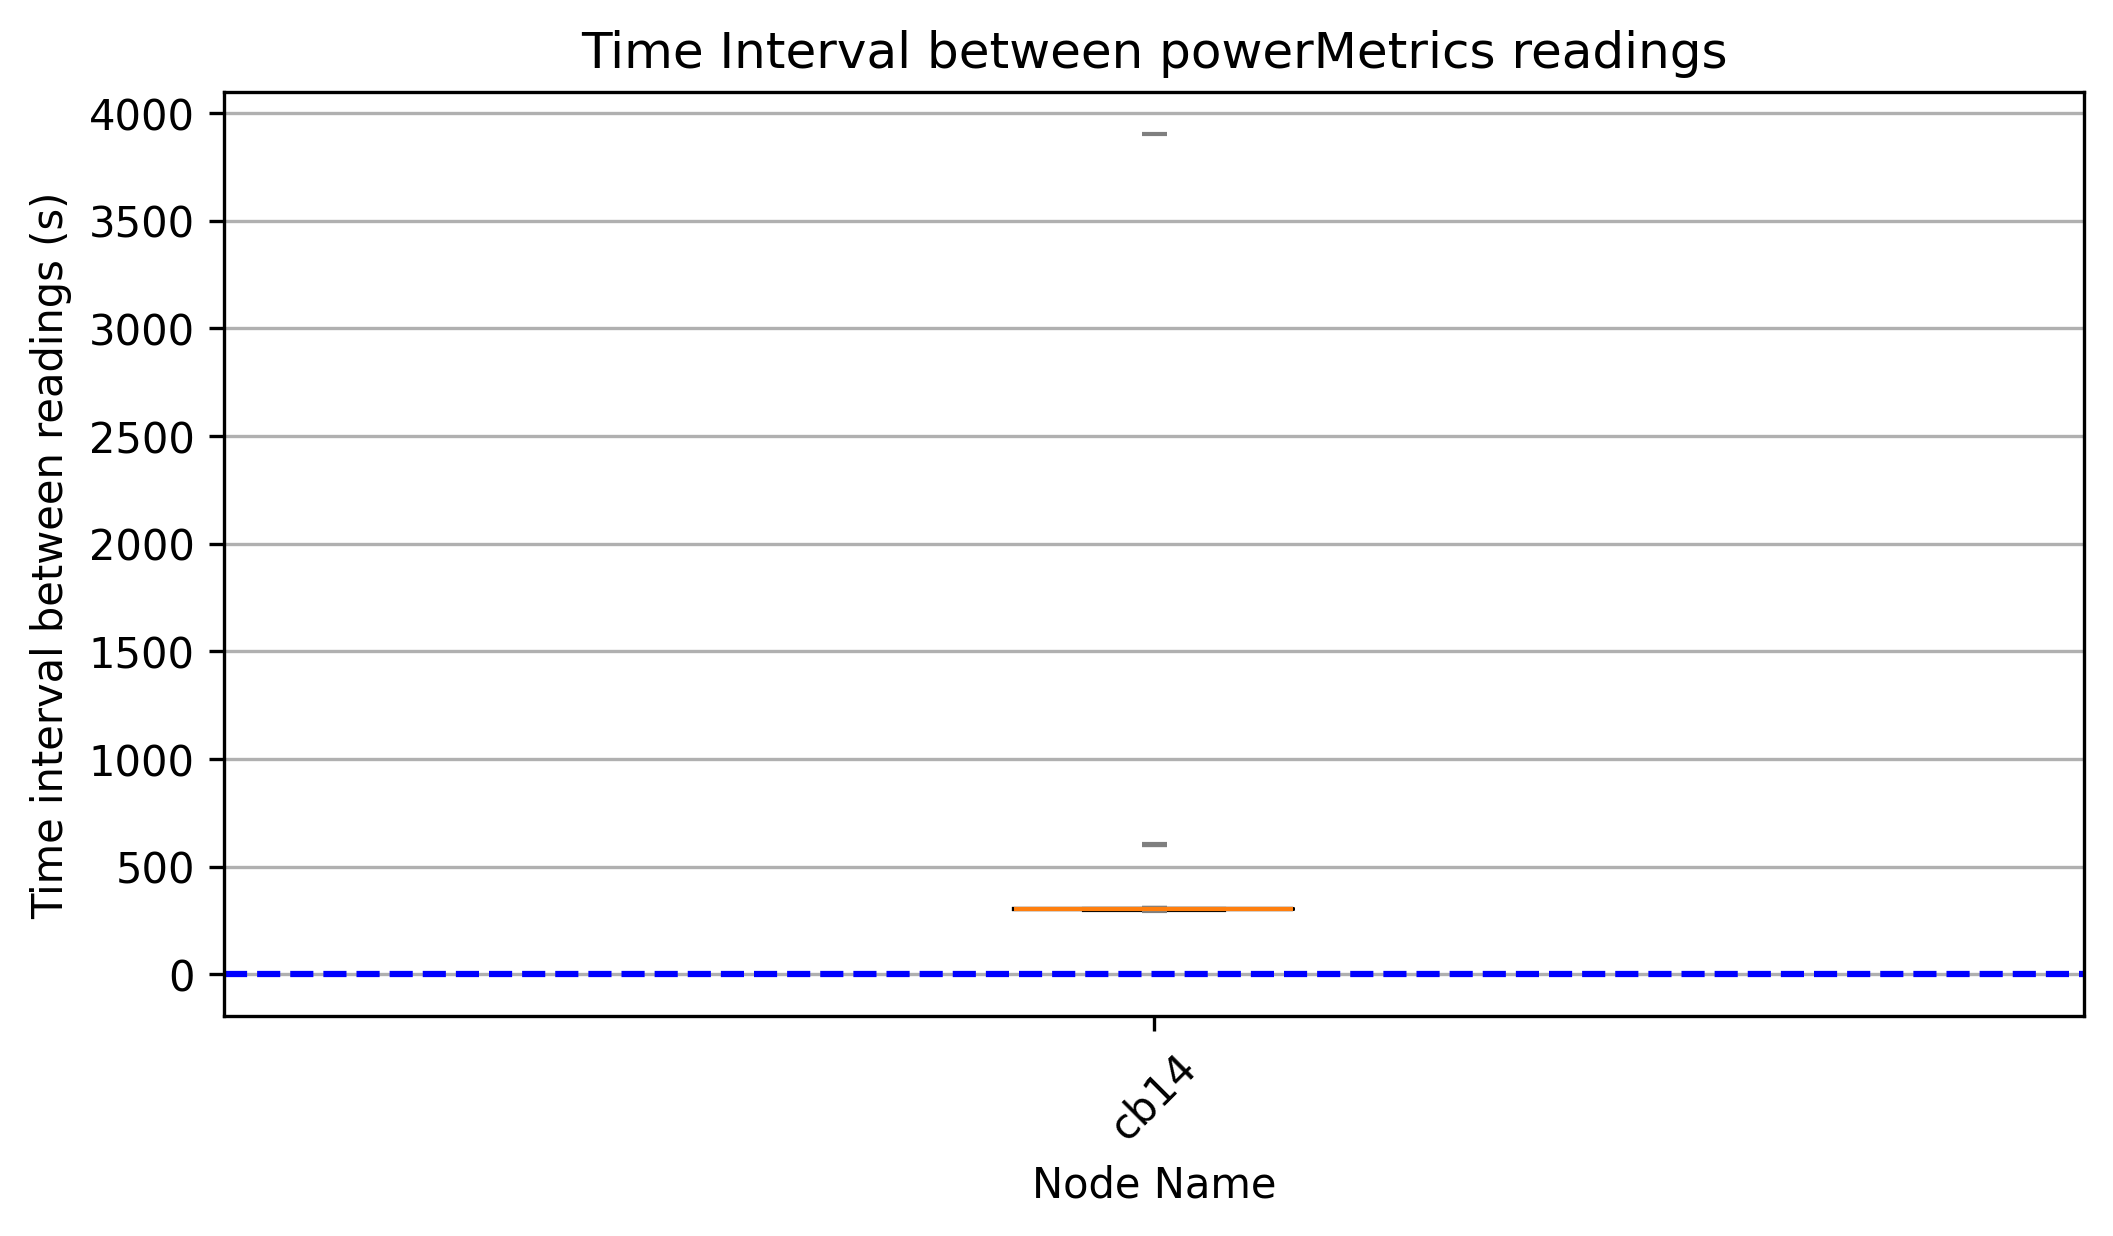 Time Interval between powerMetrics readings
Time interval between readings (s)
4000
3500
3000
2500
2000
1500
1000
500
0
cb14
Node Name